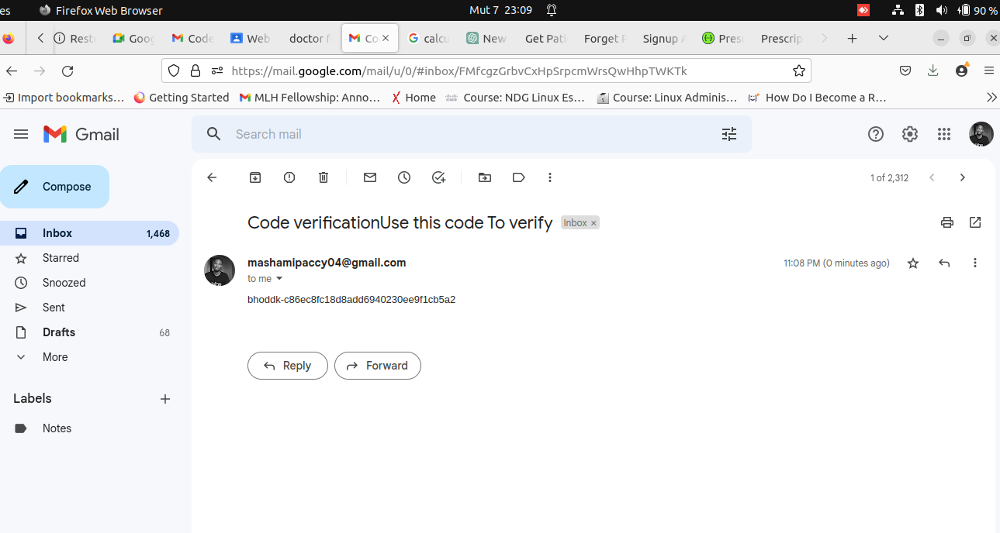 es Firefox Web Browser Mut 7 23:09 90 %
Goo Code Web doctor f Co calcu New Get Pati Forget P Signup Presc Prescrip
https://mail.google.com/mail/u/0/#inbox/FMfcgzGrbvCxHpSrpcmWrsQwHhpTWKTk
Import bookmarks... Getting Started MLH Fellowship: Anno... Home Course: NDG Linux Es... Course: Linux Adminis... How Do I Become a R...
Gmail
Search mail
1 of 2,312
Compose
Code verificationUse this code To verify Inbox ×
Inbox 1,468
Starred
mashamipaccy04@gmail.com 11:08 PM (0 minutes ago)
to me
Snoozed
bhoddk-c86ec8fc18d8add6940230ee9f1cb5a2
Sent
Drafts 68
More
Reply Forward
Labels
Notes